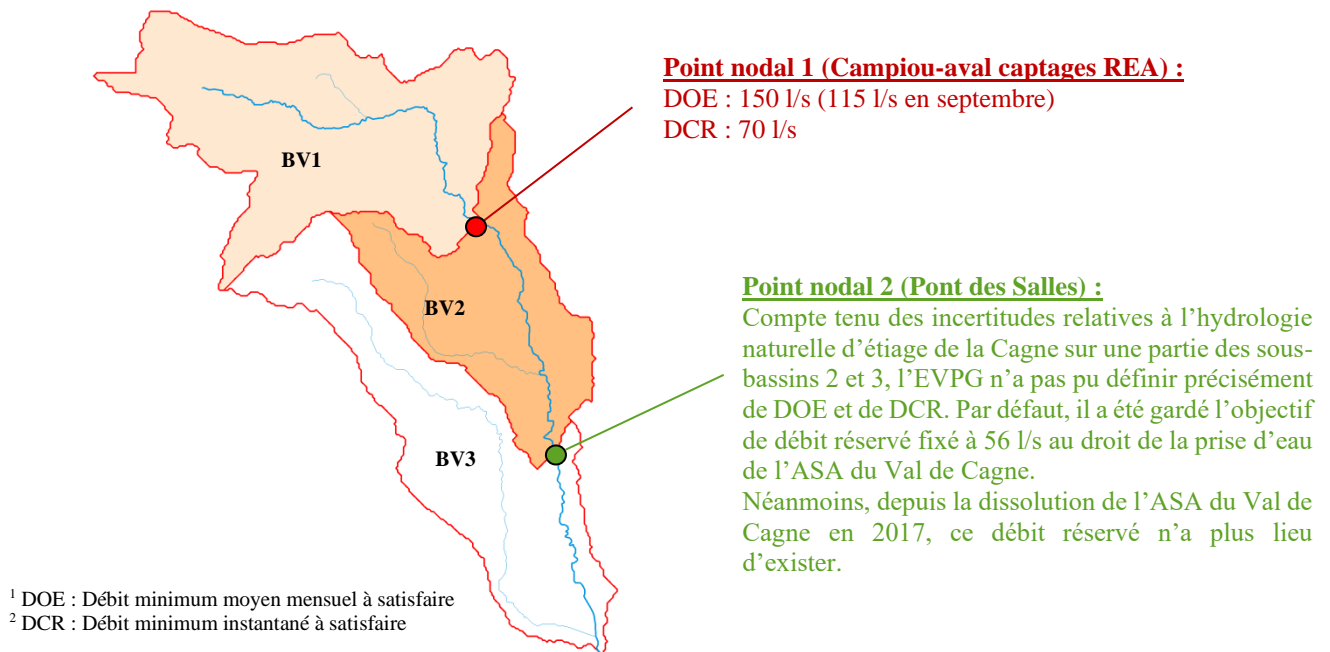 Point nodal 1 (Campiou-aval captages REA) :
DOE : 150 l/s (115 l/s en septembre)
DCR : 70 l/s
BV1
BV2
BV3
Point nodal 2 (Pont des Salles) :
Compte tenu des incertitudes relatives à l’hydrologie
naturelle d’étiage de la Cagne sur une partie des sous-
bassins 2 et 3, l’EVPG n’a pas pu définir précisément
de DOE et de DCR. Par défaut, il a été gardé l’objectif
de débit réservé fixé à 56 l/s au droit de la prise d’eau
de l’ASA du Val de Cagne.
Néanmoins, depuis la dissolution de l’ASA du Val de
Cagne en 2017, ce débit réservé n’a plus lieu
d’exister.
1 DOE : Débit minimum moyen mensuel à satisfaire
2 DCR : Débit minimum instantané à satisfaire